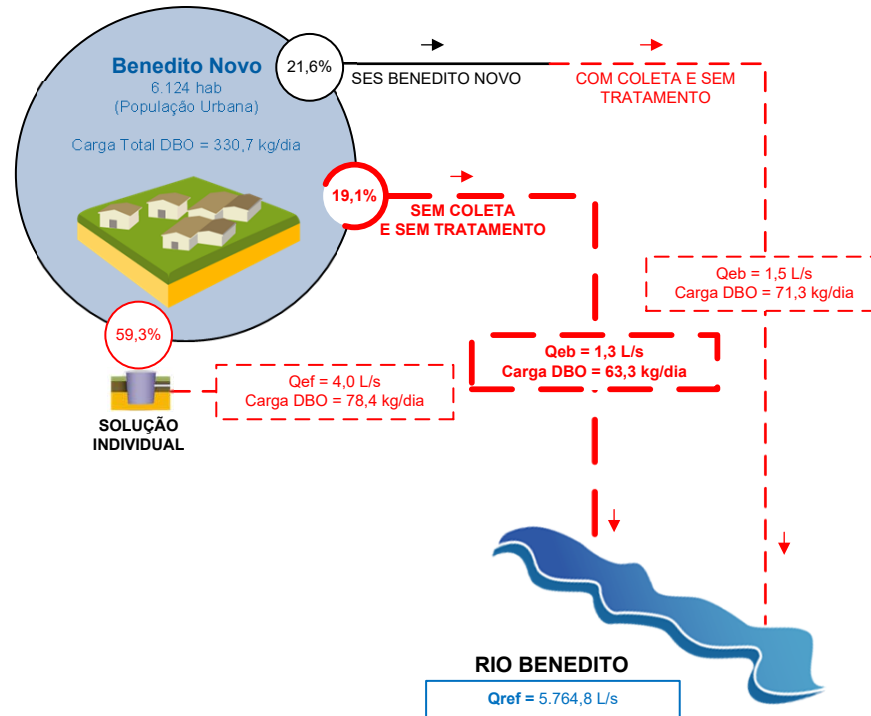 Benedito Novo
6.124 hab
(População Urbana)
Carga Total DBO = 330,7 kg/dia
21,6%
SES BENEDITO NOVO
COM COLETA E SEM
TRATAMENTO
19,1%
SEM COLETA
E SEM TRATAMENTO
Qeb = 1,5 L/s
Carga DBO = 71,3 kg/dia
59,3%
Qeb = 1,3 L/s
Carga DBO = 63,3 kg/dia
Qef = 4,0 L/s
Carga DBO = 78,4 kg/dia
SOLUÇÃO
INDIVIDUAL
RIO BENEDITO
Qref = 5.764,8 L/s